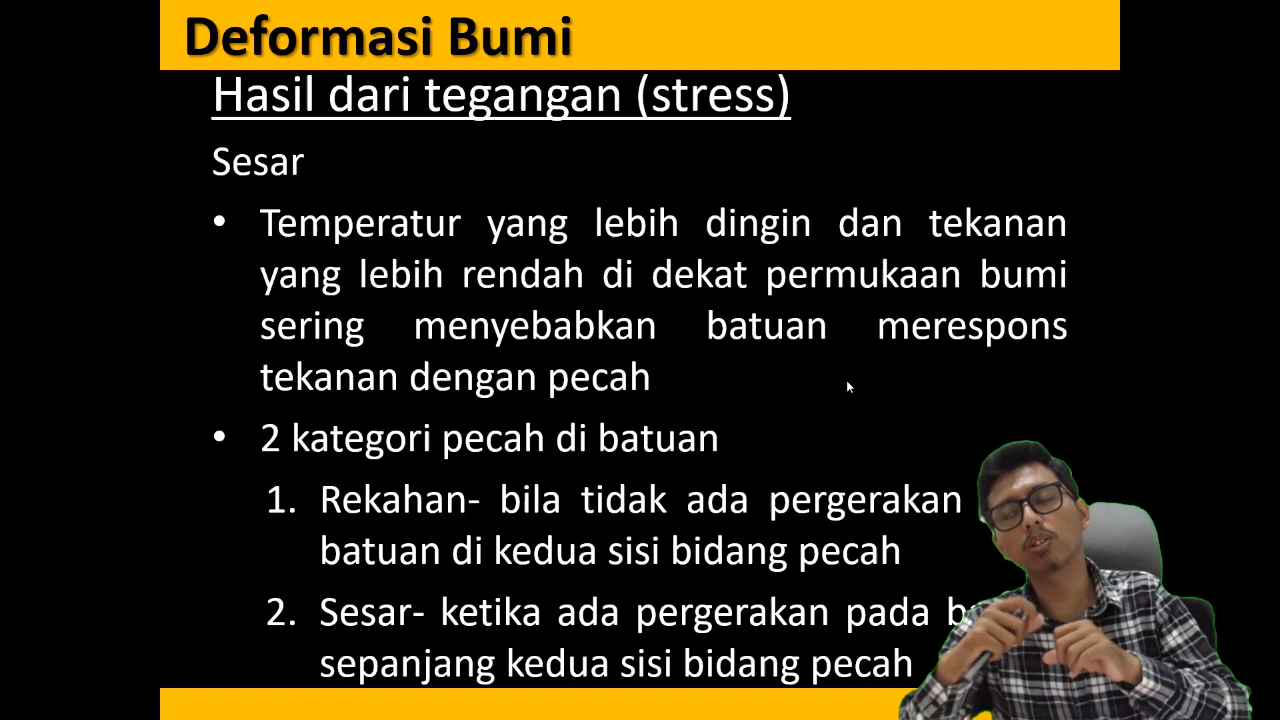 Deformasi Bumi
Hasil dari tegangan (stress)
Sesar
• Temperatur yang lebih dingin dan tekanan
yang lebih rendah di dekat permukaan bumi
sering menyebabkan batuan merespons
tekanan dengan pecah
• 2 kategori pecah di batuan
1. Rekahan- bila tidak ada pergerakan
batuan di kedua sisi bidang pecah
2. Sesar- ketika ada pergerakan pada
sepanjang kedua sisi bidang pecah